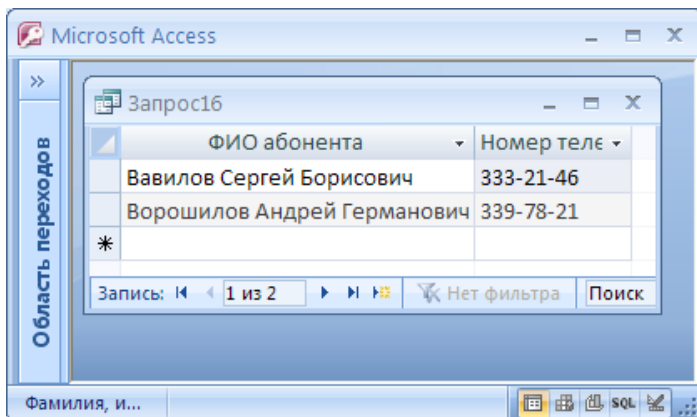 Microsoft Access
Запрос16
ФИО абонента Номер теле
Вавилов Сергей Борисович 333-21-46
Ворошилов Андрей Германович 339-78-21
Запись: 1 из 2 Нет фильтра Поиск
Область переходов
Фамилия, и... SQL